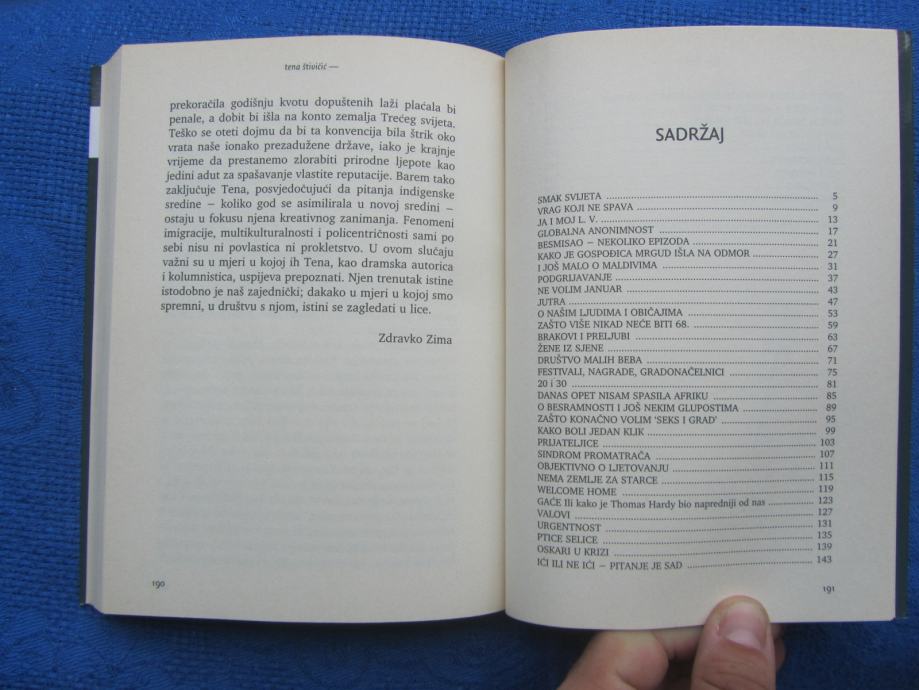 tena štivičić —
prekoračila godišnju kvotu dopuštenih laži plaćala bi
penale, a dobit bi išla na konto zemalja Trećeg svijeta.
Teško se oteti dojmu da bi ta konvencija bila štrik oko
vrata naše ionako prezadužene države, iako je krajnje
vrijeme da prestanemo zlorabiti prirodne ljepote kao
jedini adut za spašavanje vlastite reputacije. Barem tako
zaključuje Tena, posvjedočujući da pitanja indigenske
sredine – koliko god se asimilirala u novoj sredini –
ostaju u fokusu njena kreativnog zanimanja. Fenomeni
imigracije, multikulturalnosti i policentričnosti sami po
sebi nisu ni povlastica ni prokletstvo. U ovom slučaju
važni su u mjeri u kojoj ih Tena, kao dramska autorica
i kolumnistica, uspijeva prepoznati. Njen trenutak istine
istodobno je naš zajednički; dakako u mjeri u kojoj smo
spremni, u društvu s njom, istini se zagledati u lice.
Zdravko Zima
190
SADRŽAJ
SMAK SVIJETA 5
VRAG KOJI NE SPAVA 9
JA I MOJ L. V. 13
GLOBALNA ANONIMNOST 17
BESMISAO – NEKOLIKO EPIZODA 21
KAKO JE GOSPOĐICA MRGUD IŠLA NA ODMOR 27
I JOŠ MALO O MALDIVIMA 31
PODGRIJAVANJE 37
NE VOLIM JANUAR 43
JUTRA 47
O NAŠIM LJUDIMA I OBIČAJIMA 53
ZAŠTO VIŠE NIKAD NEĆE BITI 68. 59
BRAKOVI I PRELJUBI 63
ŽENE IZ SJENE 67
DRUŠTVO MALIH BEBA 71
FESTIVALI, NAGRADE, GRADONAČELNICI 75
20 i 30 81
DANAS OPET NISAM SPASILA AFRIKU 85
O BESRAMNOSTI I JOŠ NEKIM GLUPOSTIMA 89
ZAŠTO KONAČNO VOLIM 'SEKS I GRAD' 95
KAKO BOLI JEDAN KLIK 99
PRIJATELJICE 103
SINDROM PROMATRAČA 107
OBJEKTIVNO O LJETOVANJU 111
NEMA ZEMLJE ZA STARCE 115
WELCOME HOME 119
GAĆE Ili kako je Thomas Hardy bio napredniji od nas 123
VALOVI 127
URGENTNOST 131
PTICE SELICE 135
OSKARI U KRIZI 139
IĆI ILI NE IĆI – PITANJE JE SAD 143
191